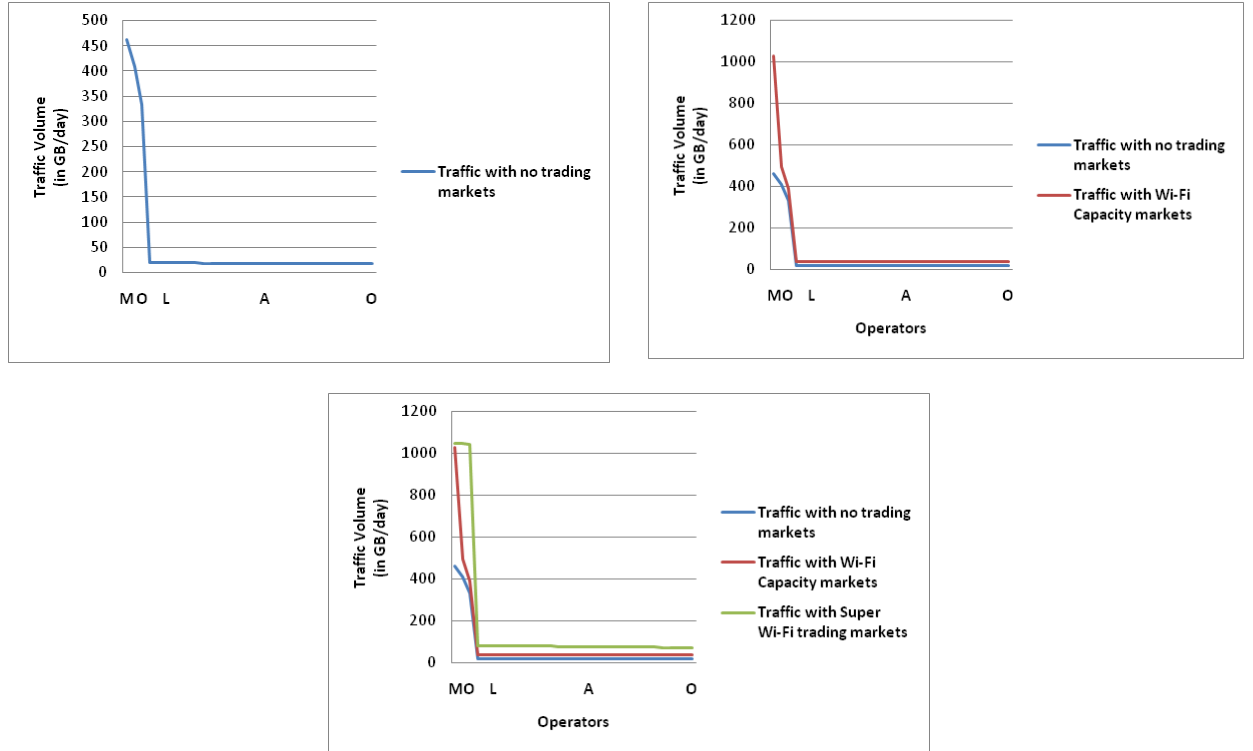 500
450
400
350
300
250
200
150
100
50
0
Traffic Volume
(in GB/day)
M O L A O
Traffic with no trading
markets
1200
1000
800
600
400
200
0
Traffic Volume
(in GB/day)
MO L A O
Operators
Traffic with no trading
markets
Traffic with Wi-Fi
Capacity markets
1200
1000
800
600
400
200
0
Traffic Volume
(in GB/day)
MO L A O
Operators
Traffic with no trading
markets
Traffic with Wi-Fi
Capacity markets
Traffic with Super
Wi-Fi trading markets